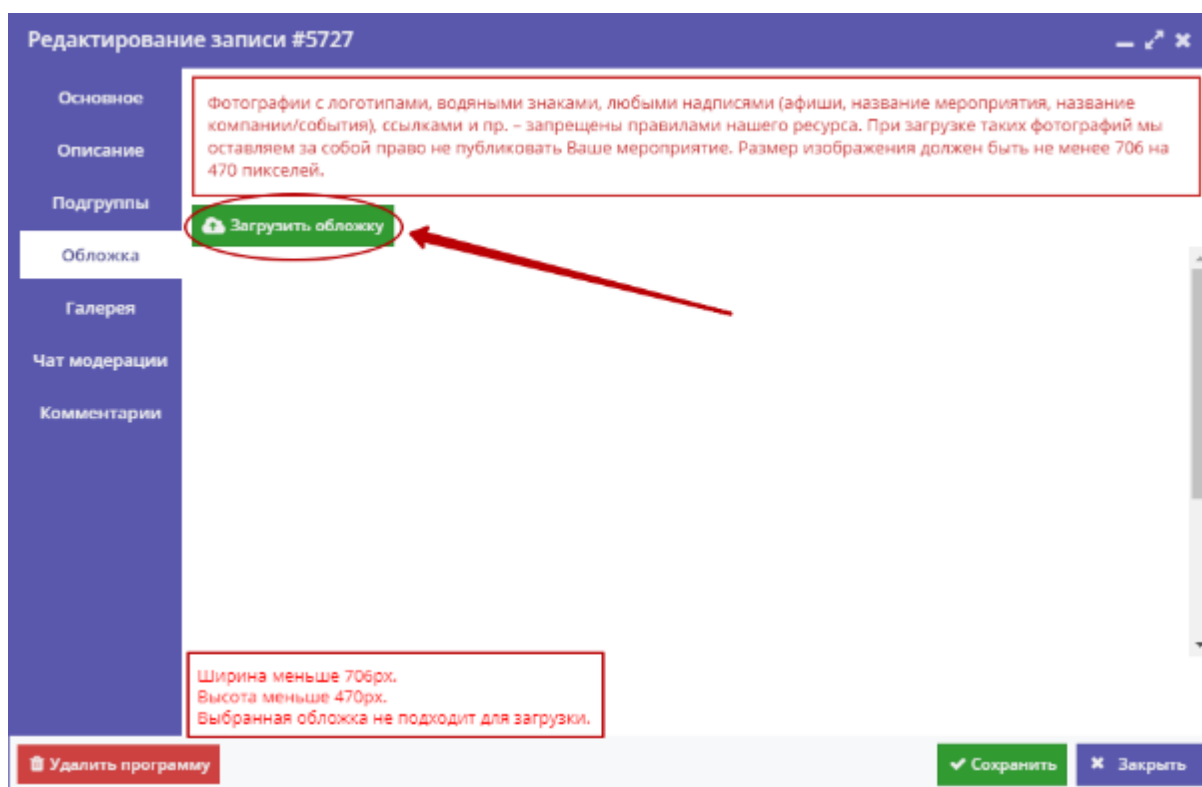 Редактирование записи #5727
Основное
Описание
Подгруппы
Обложка
Галерея
Чат модерации
Комментарии
Фотографии с логотипами, водяными знаками, любыми надписями (афиши, название мероприятия, название
компании/события), ссылками и пр. – запрещены правилами нашего ресурса. При загрузке таких фотографий мы
оставляем за собой право не публиковать Ваше мероприятие. Размер изображения должен быть не менее 706 на
470 пикселей.
Загрузить обложку
Ширина меньше 706px.
Высота меньше 470px.
Выбранная обложка не подходит для загрузки.
Удалить программу
Сохранить
Закрыть